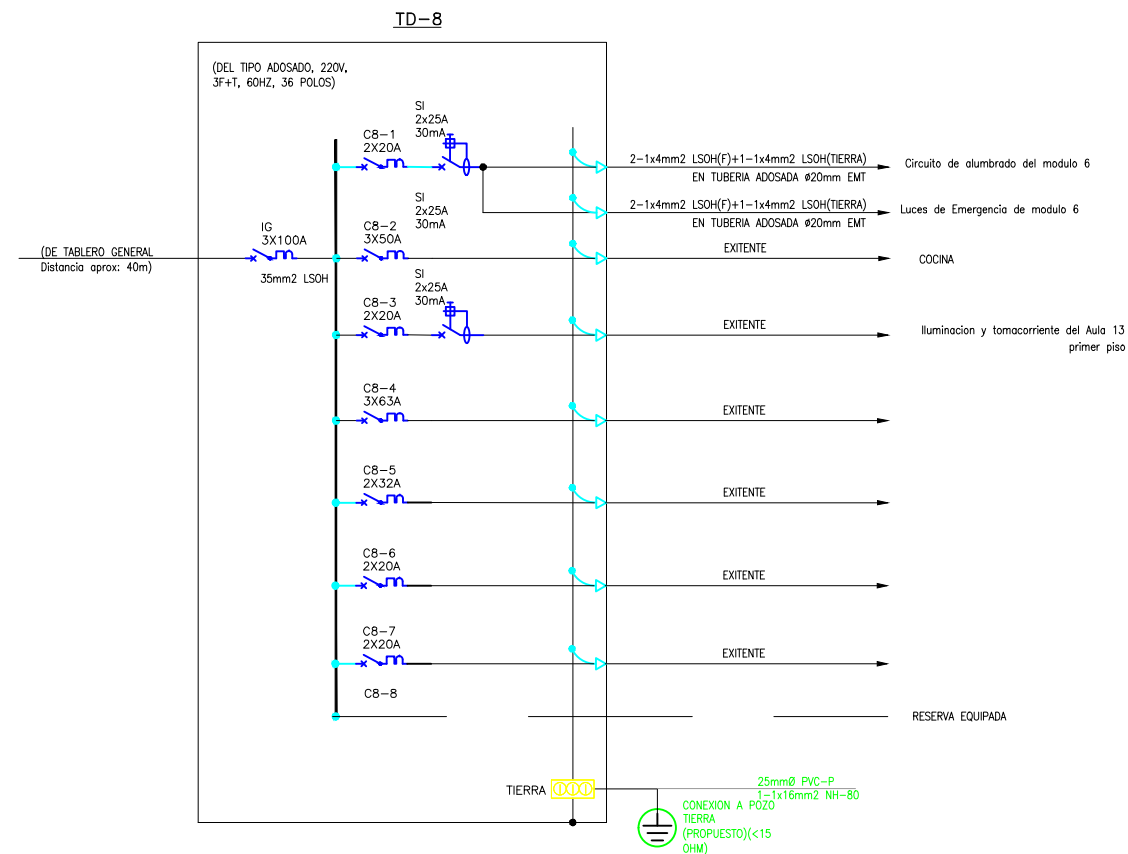 TD-8
(DEL TIPO ADOSADO, 220V,
3F+T, 60HZ, 36 POLOS)
SI
2x25A
30mA
C8-1
2X20A
2-1x4mm2 LSOH(F)+1-1x4mm2 LSOH(TIERRA)
EN TUBERIA ADOSADA ø20mm EMT
Circuito de alumbrado del modulo 6
2-1x4mm2 LSOH(F)+1-1x4mm2 LSOH(TIERRA)
EN TUBERIA ADOSADA ø20mm EMT
Luces de Emergencia de modulo 6
SI
2x25A
30mA
(DE TABLERO GENERAL
Distancia aprox: 40m)
IG
3X100A
35mm2 LSOH
C8-2
3X50A
EXITENTE
COCINA
SI
2x25A
30mA
C8-3
2X20A
EXITENTE
Iluminacion y tomacorriente del Aula 13
primer piso
C8-4
3X63A
EXITENTE
C8-5
2X32A
EXITENTE
C8-6
2X20A
EXITENTE
C8-7
2X20A
EXITENTE
C8-8
RESERVA EQUIPADA
TIERRA
25mmØ PVC-P
1-1x16mm2 NH-80
CONEXION A POZO
TIERRA
(PROPUESTO)(<15
OHM)